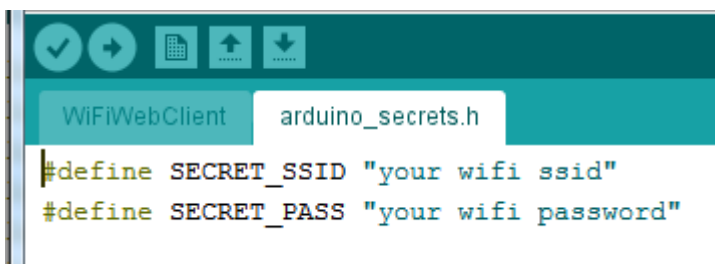 WiFiWebClient arduino_secrets.h
#define SECRET_SSID "your wifi ssid"
#define SECRET_PASS "your wifi password"